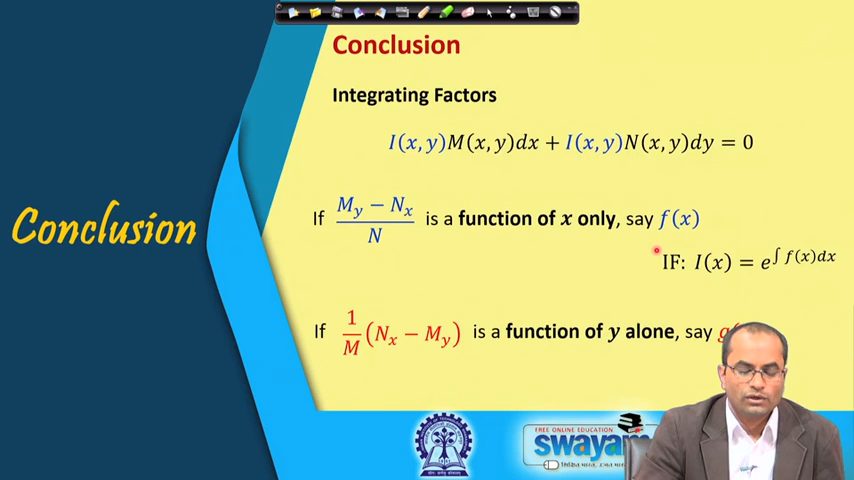 Conclusion
Integrating Factors
I(x, y)M(x, y)dx + I(x, y)N(x, y)dy = 0
If (M_y − N_x)/N is a function of x only, say f(x)
IF: I(x) = e^{∫ f(x)dx}
If 1/M (N_x − M_y) is a function of y alone, say
Conclusion
FREE ONLINE EDUCATION
swayam